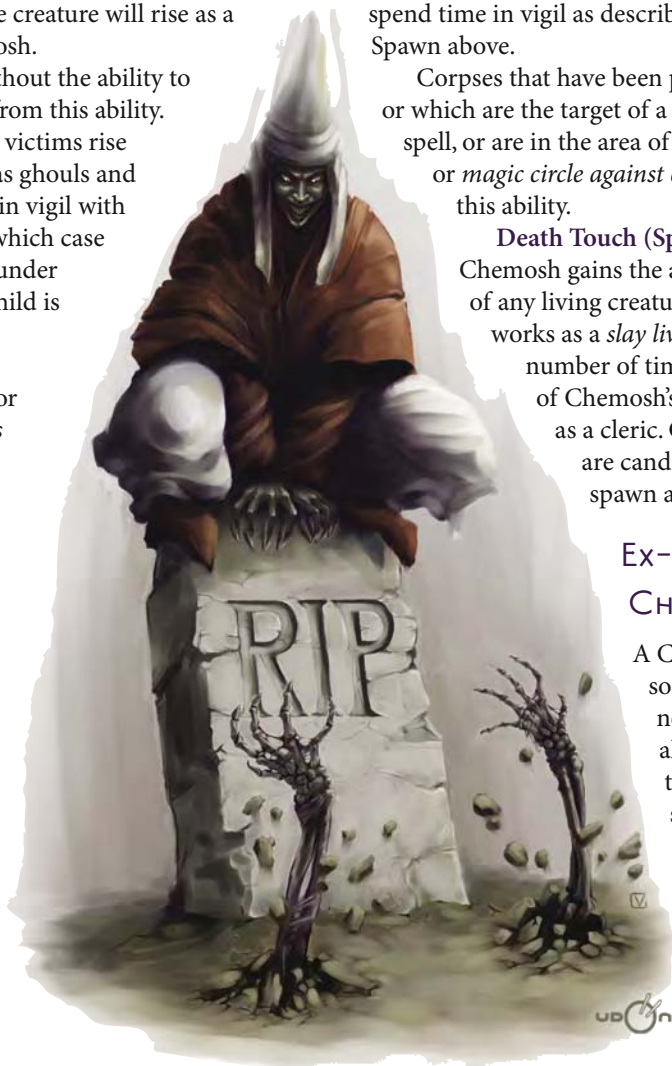 e creature will rise as a
osh.
thout the ability to
from this ability.
victims rise
as ghouls and
in vigil with
which case
under
hild is
or
s
spend time in vigil as describ
Spawn above.
Corpses that have been p
or which are the target of a
spell, or are in the area of
or magic circle against
this ability.
Death Touch (Sp
Chemosh gains the a
of any living creatu
works as a slay liv
number of tim
of Chemosh's
as a cleric. C
are cand
spawn a
Ex-
CH
A C
so
n
al
t
s
RIP
UDON